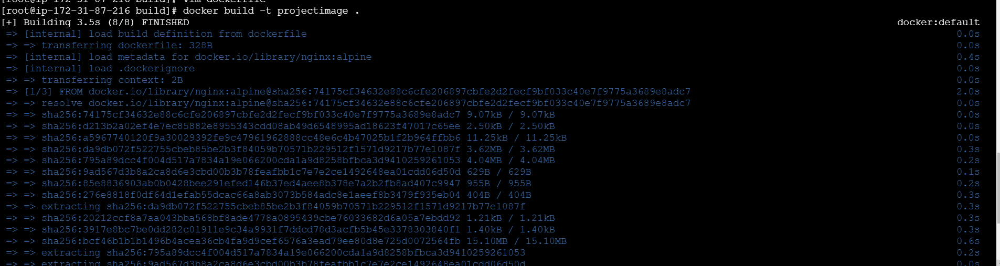 [root@ip-172-31-87-216 build]# vim dockerfile
[root@ip-172-31-87-216 build]# docker build -t projectimage .
[+] Building 3.5s (8/8) FINISHED docker:default
=> [internal] load build definition from dockerfile 0.0s
=> => transferring dockerfile: 328B 0.0s
=> [internal] load metadata for docker.io/library/nginx:alpine 0.4s
=> [internal] load .dockerignore 0.0s
=> => transferring context: 2B 0.0s
=> [1/3] FROM docker.io/library/nginx:alpine@sha256:74175cf34632e88c6cfe206897cbfe2d2fecf9bf033c40e7f9775a3689e8adc7 2.0s
=> => resolve docker.io/library/nginx:alpine@sha256:74175cf34632e88c6cfe206897cbfe2d2fecf9bf033c40e7f9775a3689e8adc7 0.0s
=> => sha256:74175cf34632e88c6cfe206897cbfe2d2fecf9bf033c40e7f9775a3689e8adc7 9.07kB / 9.07kB 0.0s
=> => sha256:d213b2a02ef4e7ec85882e8955343cdd08ab49d6548995ad18623f47017c65ee 2.50kB / 2.50kB 0.0s
=> => sha256:a5967740120f9a30029392fe9c47961962888cc48e6c4b47025b1f2b964ffbb6 11.25kB / 11.25kB 0.0s
=> => sha256:da9db072f522755cbeb85be2b3f84059b70571b229512f1571d9217b77e1087f 3.62MB / 3.62MB 0.3s
=> => sha256:795a89dcc4f004d517a7834a19e066200cda1a9d8258bfbca3d9410259261053 4.04MB / 4.04MB 0.2s
=> => sha256:9ad567d3b8a2ca8d6e3cbd00b3b78feafbb1c7e7e2ce1492648ea01cdd06d50d 629B / 629B 0.1s
=> => sha256:85e8836903ab0b0428bee291efed146b37ed4aee8b378e7a2b2fb8ad407c9947 955B / 955B 0.2s
=> => sha256:276e8818f0df64d1efab55dcac66a8ab3073b584adc8e1aeef8b3479f935eb04 404B / 404B 0.3s
=> => extracting sha256:da9db072f522755cbeb85be2b3f84059b70571b229512f1571d9217b77e1087f 0.3s
=> => sha256:20212ccf8a7aa043bba568bf8ade4778a0895439cbe76033682d6a05a7ebdd92 1.21kB / 1.21kB 0.3s
=> => sha256:3917e8bc7be0dd282c01911e9c34a9931f7ddcd78d3acfb5b45e3378303840f1 1.40kB / 1.40kB 0.3s
=> => sha256:bcf46b1b1b1496b4acea36cb4fa9d9cef6576a3ead79ee80d8e725d0072564fb 15.10MB / 15.10MB 0.6s
=> => extracting sha256:795a89dcc4f004d517a7834a19e066200cda1a9d8258bfbca3d9410259261053 0.2s
=> => extracting sha256:9ad567d3b8a2ca8d6e3cbd00b3b78feafbb1c7e7e2ce1492648ea01cdd06d50d 0.0s